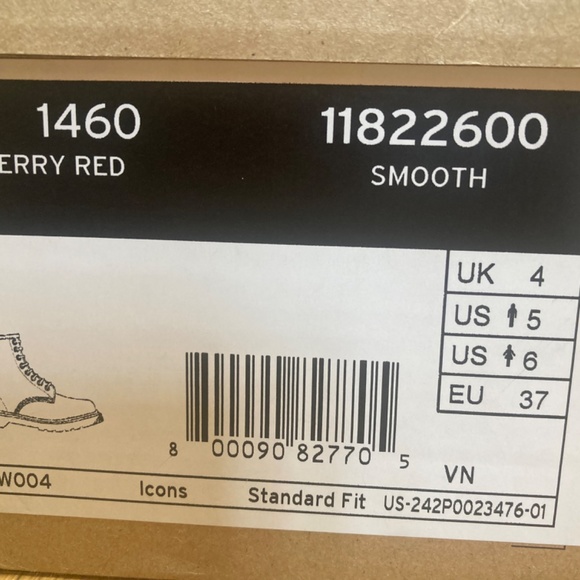 1460
11822600
ERRY RED
SMOOTH
UK 4
US 5
US 6
EU 37
8 00090 82770 5
VN
W004
Icons
Standard Fit
US-242P0023476-01